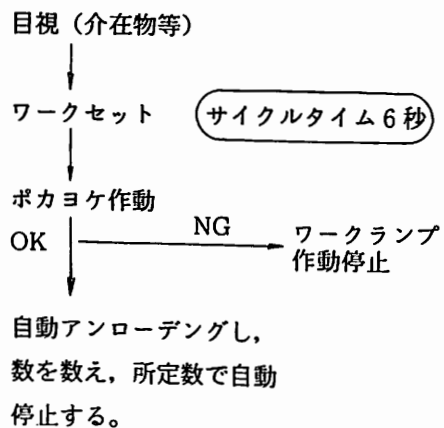 目視（介在物等）
ワークセット
サイクルタイム6秒
ポカヨケ作動
OK
NG
ワークランプ
作動停止
自動アンローデングし，
数を数え，所定数で自動
停止する。